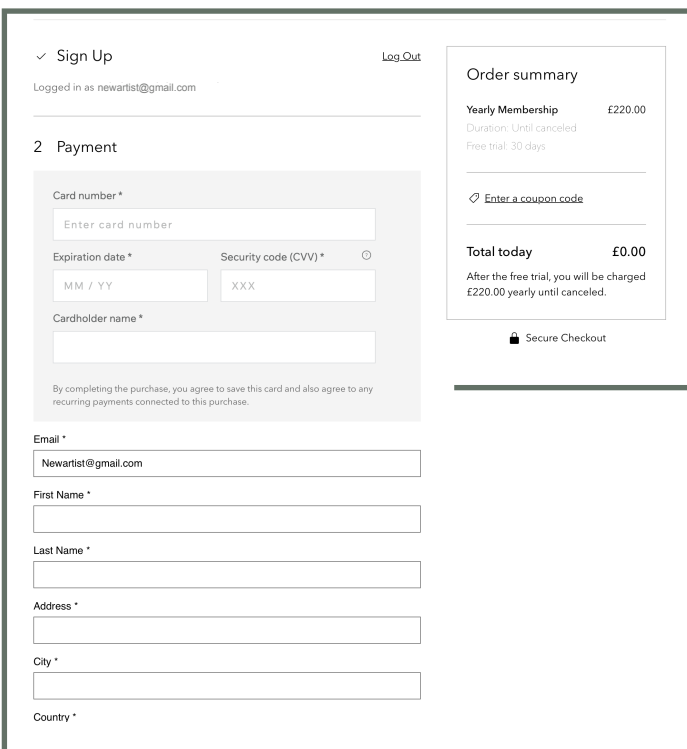 Sign Up
Log Out
Logged in as newartist@gmail.com
2 Payment
Card number *
Enter card number
Expiration date *
Security code (CVV) *
MM / YY
XXX
Cardholder name *
By completing the purchase, you agree to save this card and also agree to any
recurring payments connected to this purchase.
Email *
Newartist@gmail.com
First Name *
Last Name *
Address *
City *
Country *
Order summary
Yearly Membership £220.00
Duration: Until canceled
Free trial: 30 days
Enter a coupon code
Total today £0.00
After the free trial, you will be charged
£220.00 yearly until canceled.
Secure Checkout